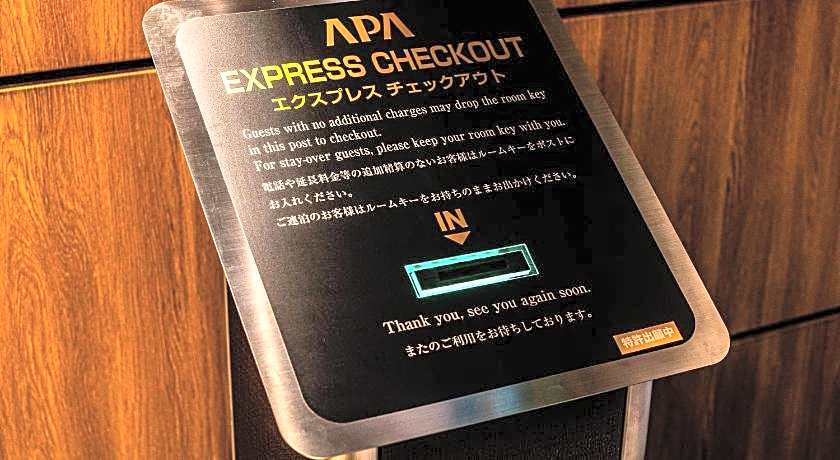 APA
EXPRESS CHECKOUT
エクスプレス チェックアウト
Guests with no additional charges may drop the room key
in this post to checkout.
For stay-over guests, please keep your room key with you.
電話や延長料金等の追加精算のないお客様はルームキーをポストに
お入れください。
ご連泊のお客様はルームキーをお持ちのままお出かけください。
IN
Thank you, see you again soon.
またのご利用をお待ちしております。
特許出願中